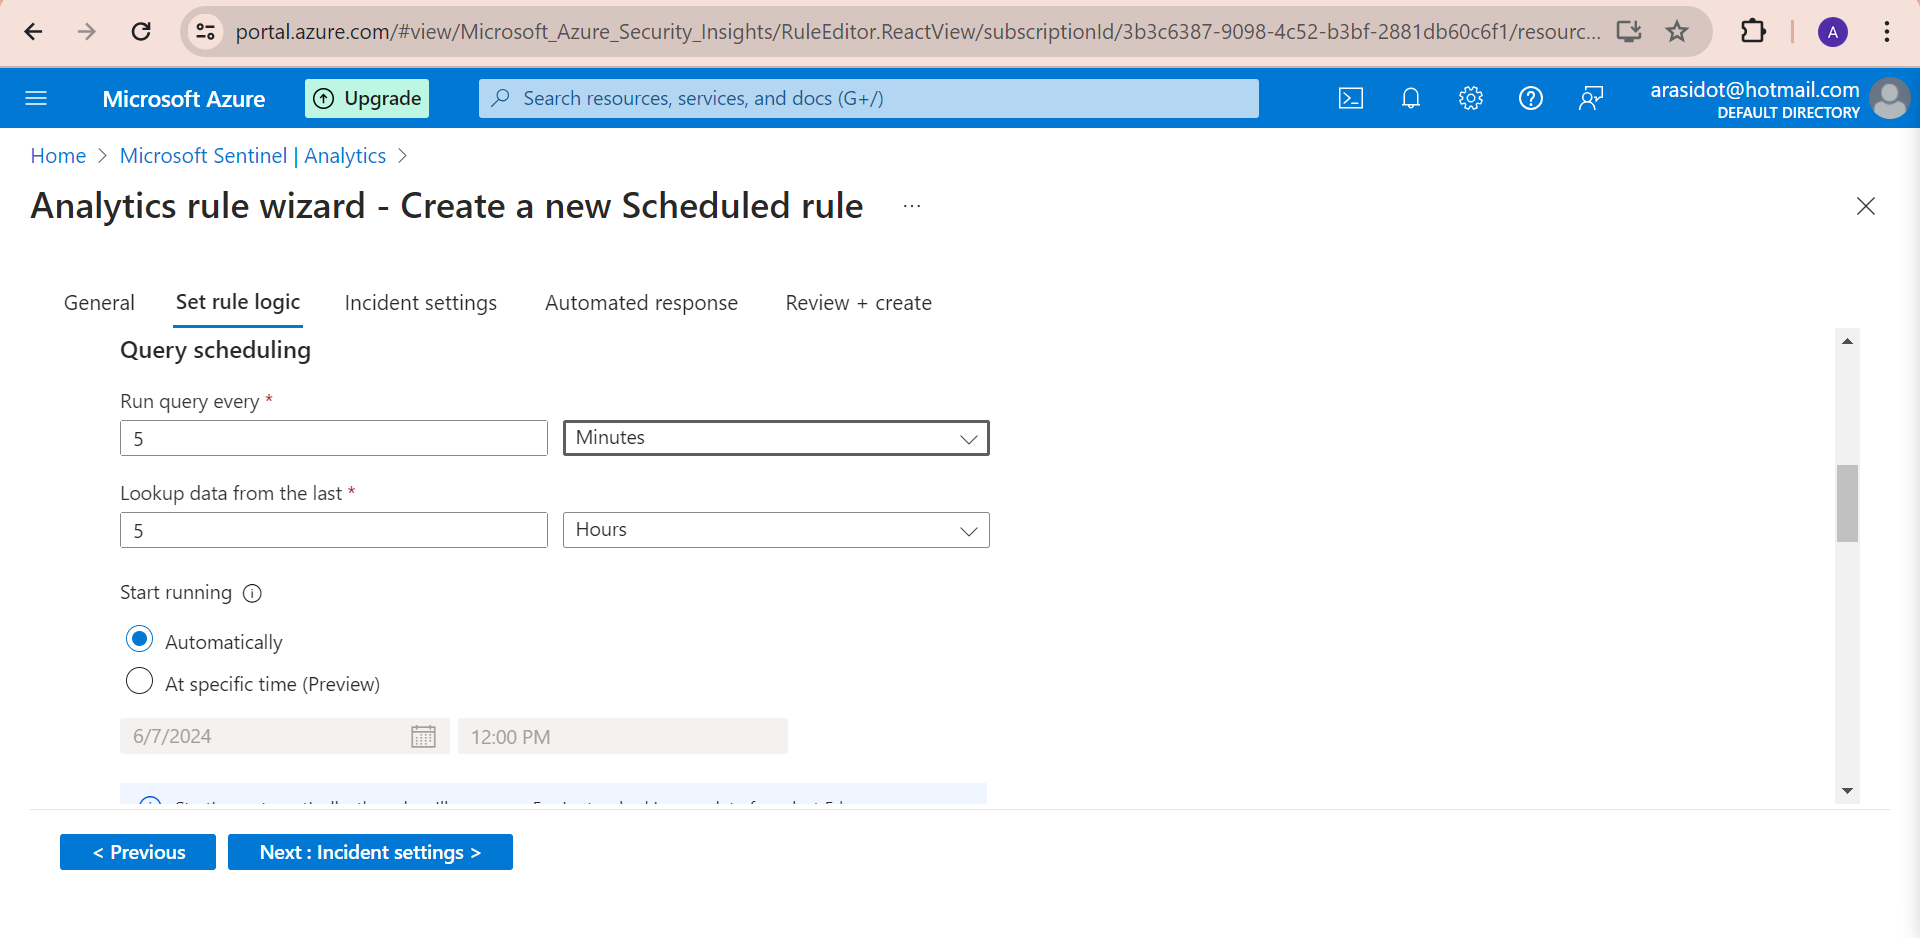 portal.azure.com/#view/Microsoft_Azure_Security_Insights/RuleEditor.ReactView/subscriptionId/3b3c6387-9098-4c52-b3bf-2881db60c6f1/resourc...
A
Microsoft Azure
Upgrade
Search resources, services, and docs (G+/)
arasidot@hotmail.com
DEFAULT DIRECTORY
Home > Microsoft Sentinel | Analytics >
Analytics rule wizard - Create a new Scheduled rule ...
General Set rule logic Incident settings Automated response Review + create
Query scheduling
Run query every *
5 Minutes
Lookup data from the last *
5 Hours
Start running
Automatically
At specific time (Preview)
6/7/2024 12:00 PM
< Previous Next : Incident settings >